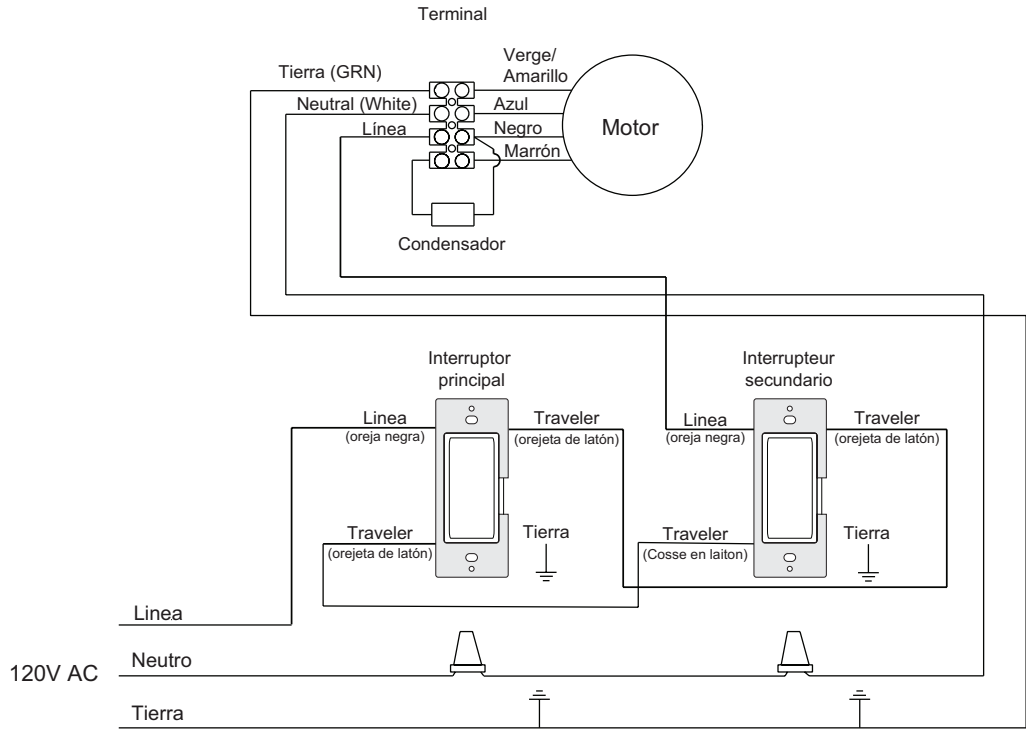 Terminal
Tierra (GRN)
Verge/
Amarillo
Neutral (White)
Azul
Línea
Negro
Motor
Marrón
Condensador
Interruptor
principal
Interrupteur
secundario
Linea
(oreja negra)
Traveler
(orejeta de latón)
Linea
(oreja negra)
Traveler
(orejeta de latón)
Traveler
(orejeta de latón)
Tierra
Traveler
(Cosse en laiton)
Tierra
Linea
120V AC
Neutro
Tierra